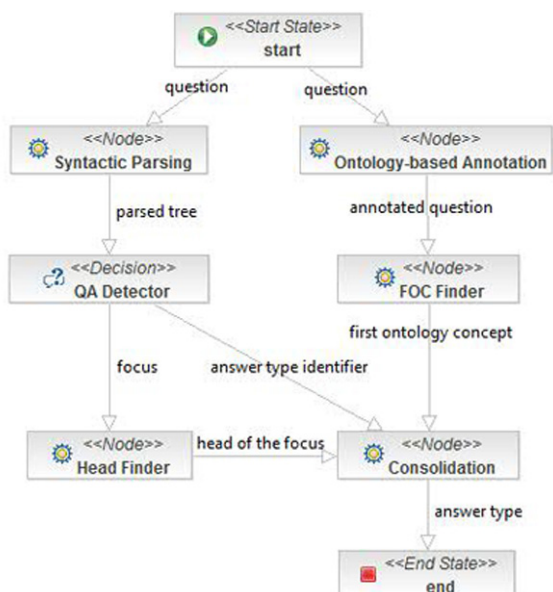 <<Start State>>
start
question
question
<<Node>>
Syntactic Parsing
<<Node>>
Ontology-based Annotation
parsed tree
annotated question
<<Decision>>
QA Detector
<<Node>>
FOC Finder
first ontology concept
focus
answer type identifier
<<Node>>
Head Finder
head of the focus
<<Node>>
Consolidation
answer type
<<End State>>
end